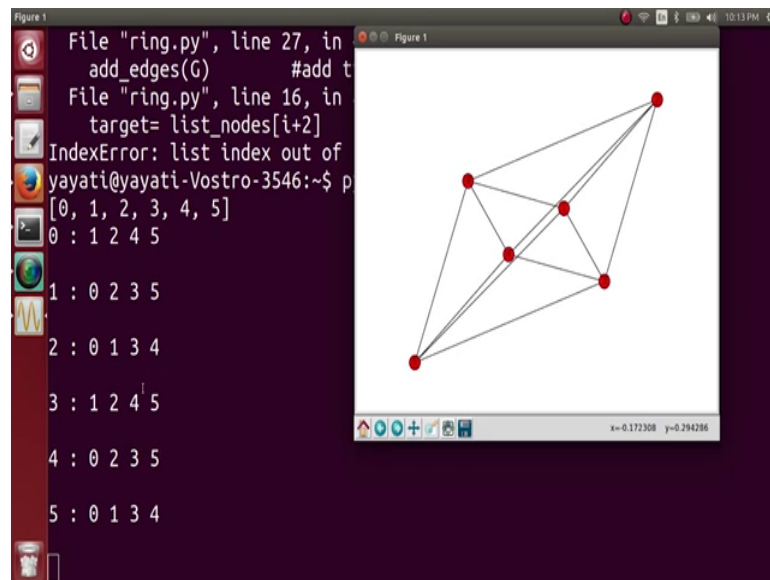 Figure 1
En
10:13 PM
File "ring.py", line 27, in
add_edges(G) #add t
File "ring.py", line 16, in
target= list_nodes[i+2]
IndexError: list index out of
yayati@yayati-Vostro-3546:~$ p
[0, 1, 2, 3, 4, 5]
0 : 1 2 4 5
1 : 0 2 3 5
2 : 0 1 3 4
3 : 1 2 4 5
4 : 0 2 3 5
5 : 0 1 3 4
Figure 1
x=-0.172308 y=0.294286